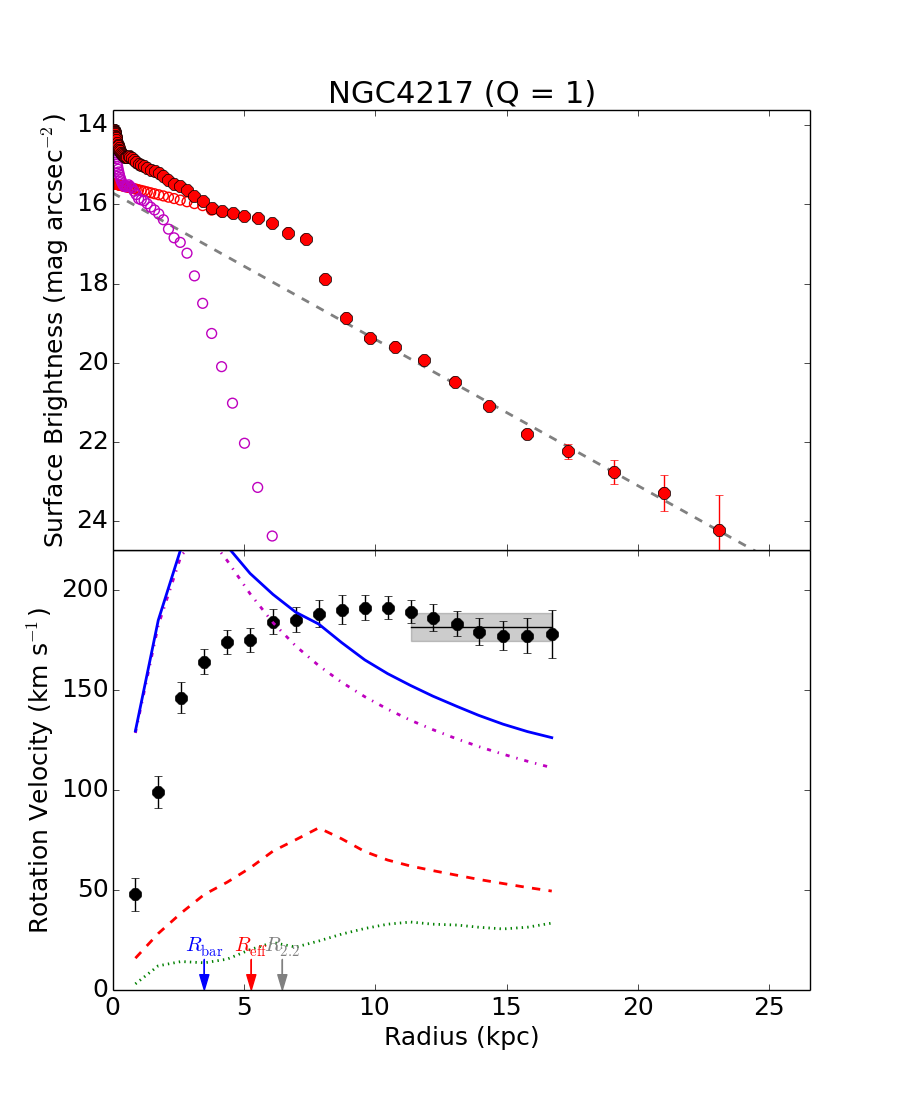 NGC4217 (Q = 1)
Surface Brightness (mag arcsec⁻²)
14
16
18
20
22
24
Rotation Velocity (km s⁻¹)
200
150
100
50
0
R_bar R_eff R_2.2
0 5 10 15 20 25
Radius (kpc)